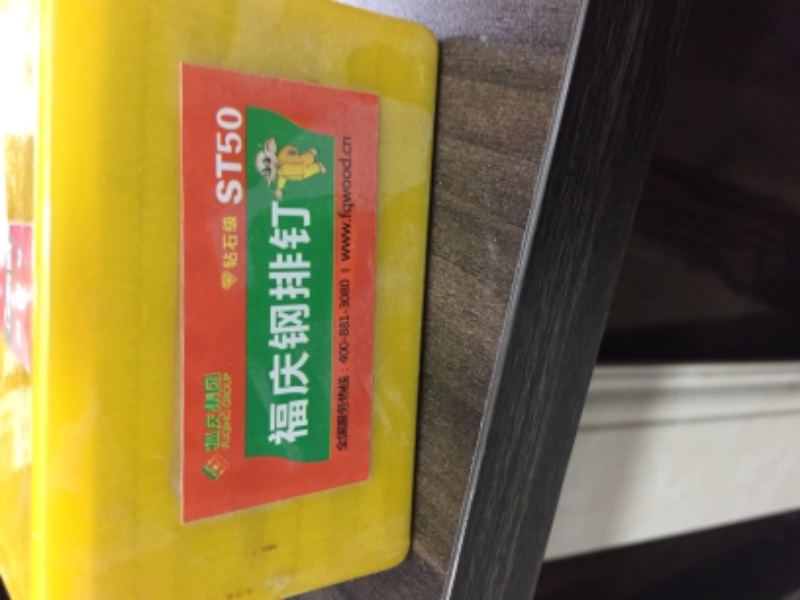 福庆集团
FUQING GROUP
钻石级 ST50
福庆钢排钉
全国服务热线：400-881-3080 | www.fqwood.cn